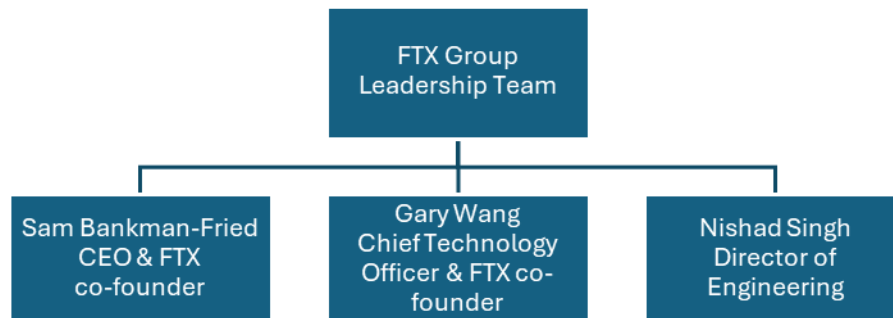 FTX Group
Leadership Team
Sam Bankman-Fried
CEO & FTX
co-founder
Gary Wang
Chief Technology
Officer & FTX co-
founder
Nishad Singh
Director of
Engineering